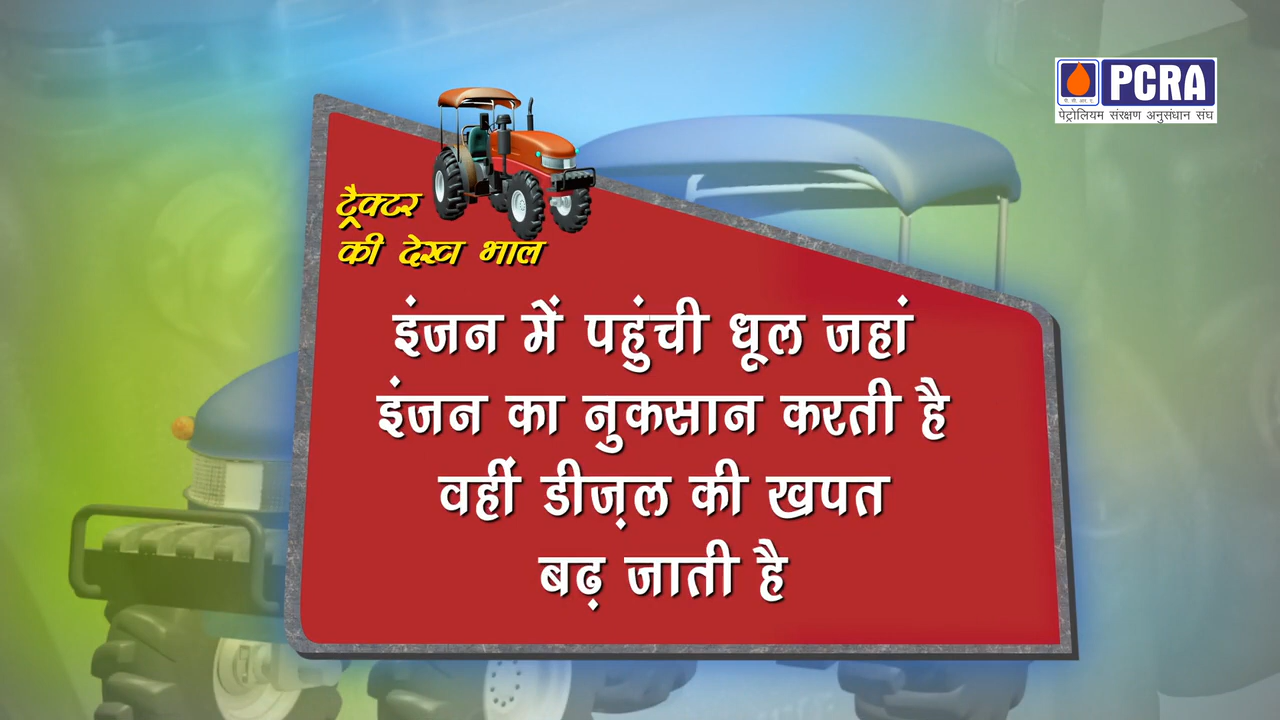 PCRA
पेट्रोलियम संरक्षण अनुसंधान संघ
ट्रैक्टर
की देख भाल
इंजन में पहुंची धूल जहां
इंजन का नुकसान करती है
वहीं डीज़ल की खपत
बढ़ जाती है